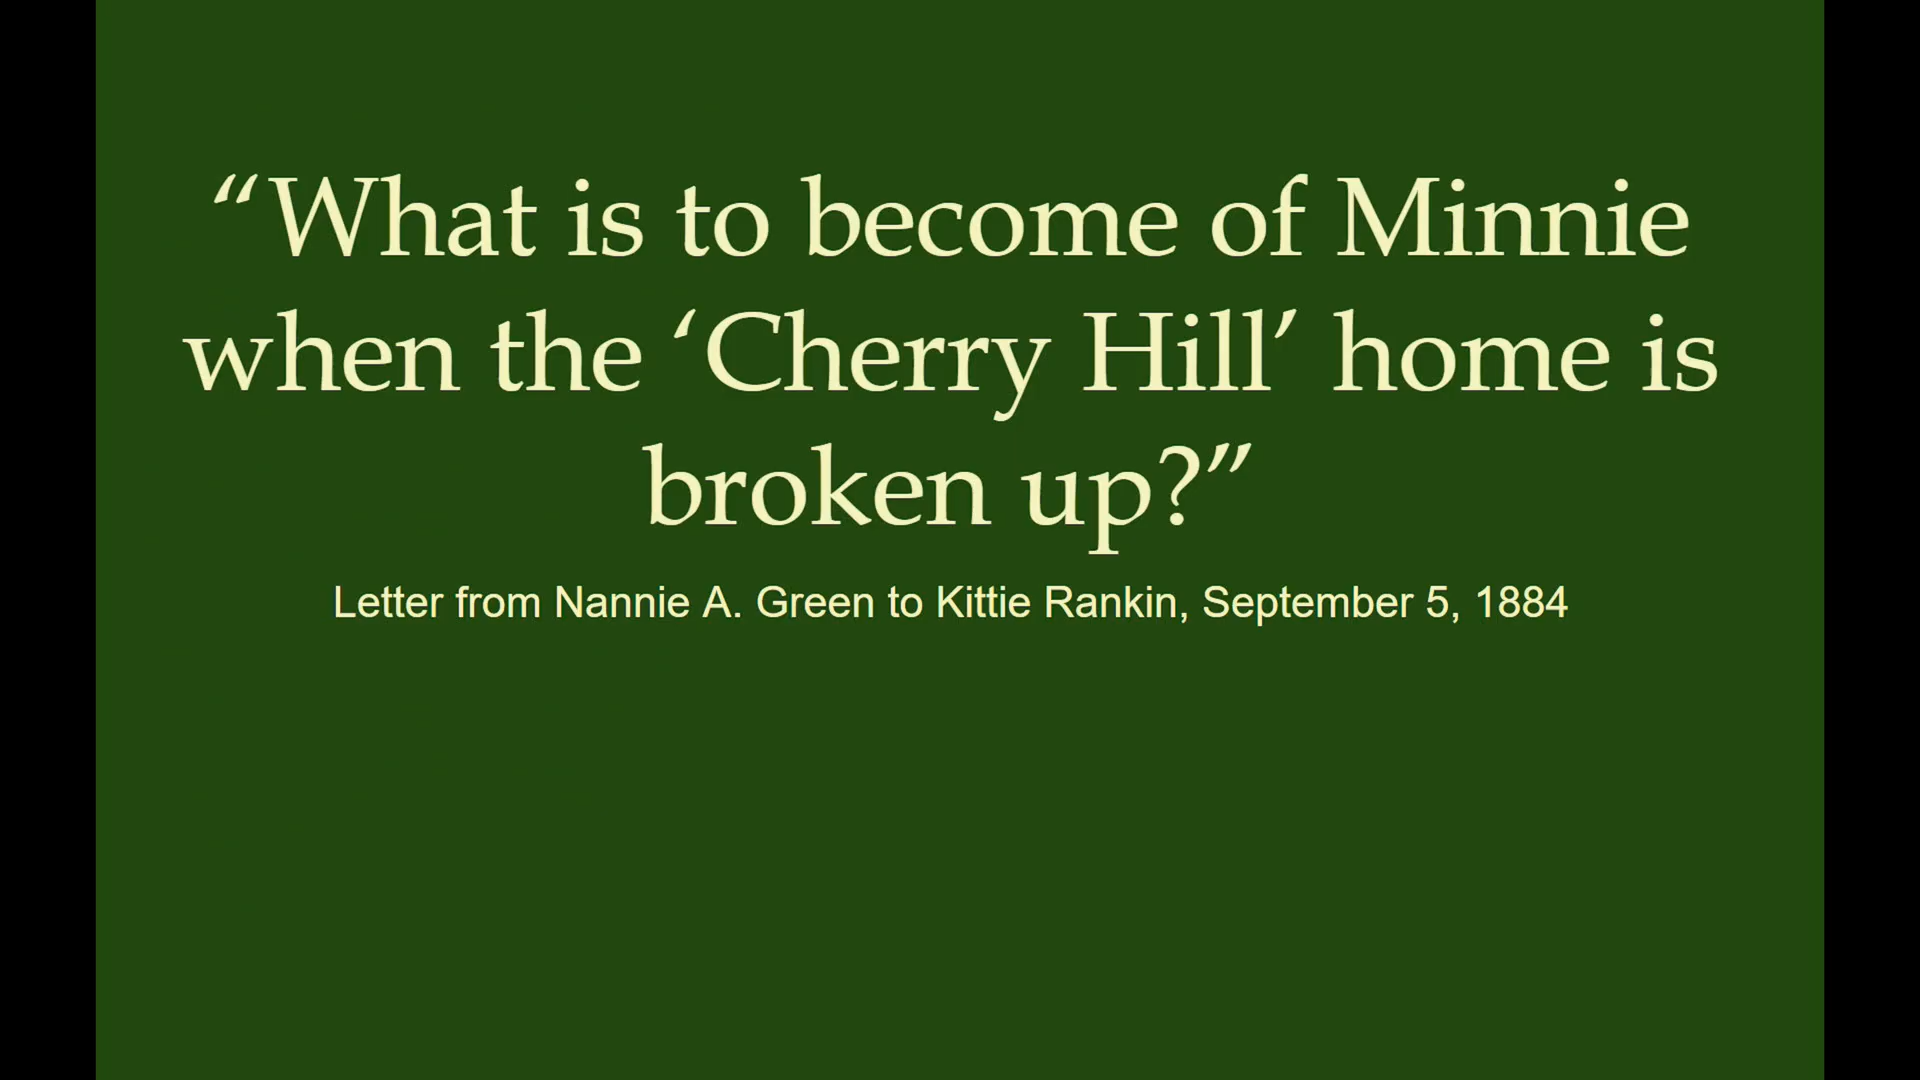 “What is to become of Minnie
when the ‘Cherry Hill’ home is
broken up?”
Letter from Nannie A. Green to Kittie Rankin, September 5, 1884